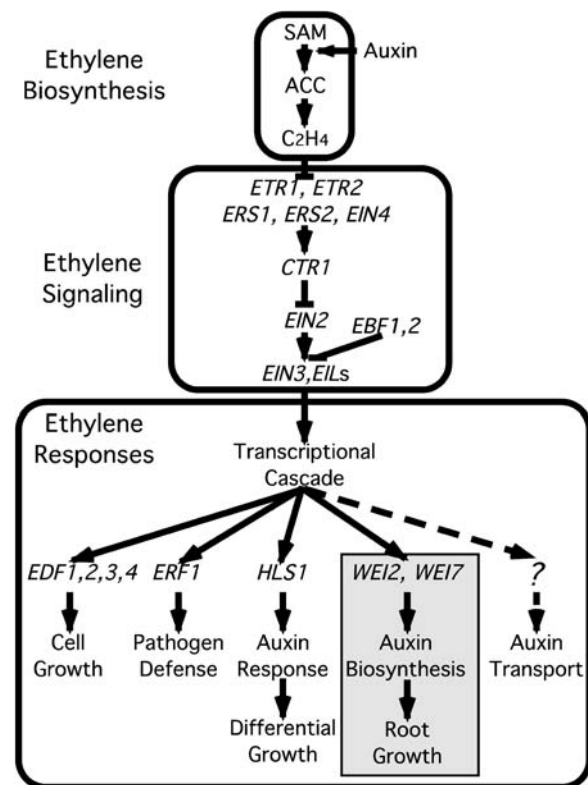 Ethylene
Biosynthesis
SAM
Auxin
ACC
C2H4
Ethylene
Signaling
ETR1, ETR2
ERS1, ERS2, EIN4
CTR1
EIN2
EBF1,2
EIN3,EILs
Ethylene
Responses
Transcriptional
Cascade
EDF1,2,3,4
ERF1
HLS1
WEI2, WEI7
?
Cell
Growth
Pathogen
Defense
Auxin
Response
Auxin
Biosynthesis
Auxin
Transport
Differential
Growth
Root
Growth